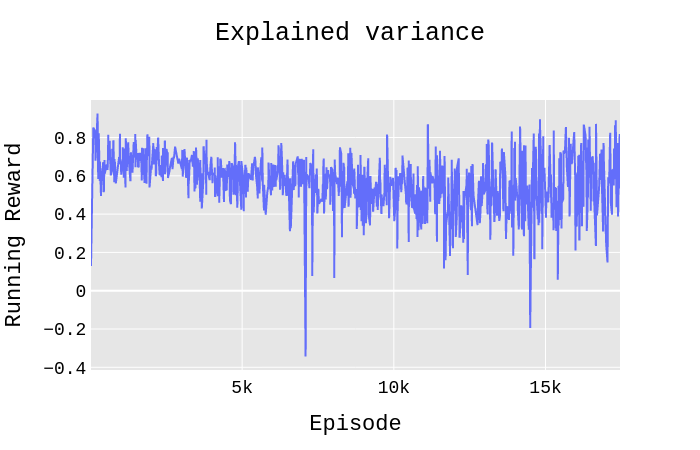 Explained variance
Running Reward
0.8
0.6
0.4
0.2
0
−0.2
−0.4
5k
10k
15k
Episode